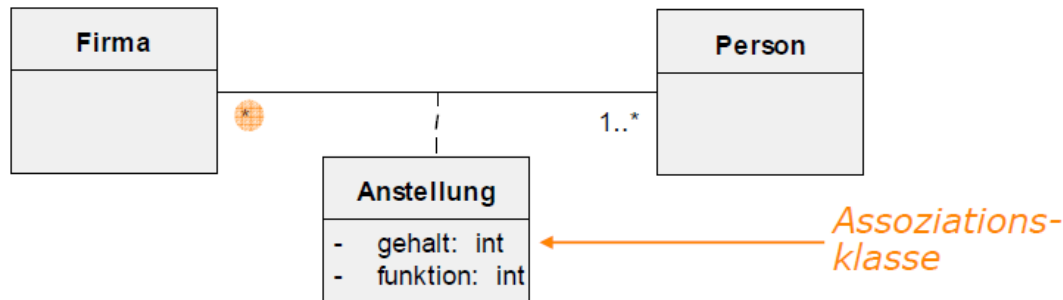 Firma
Person
*
1..*
Anstellung
- gehalt: int
- funktion: int
Assoziations-
klasse